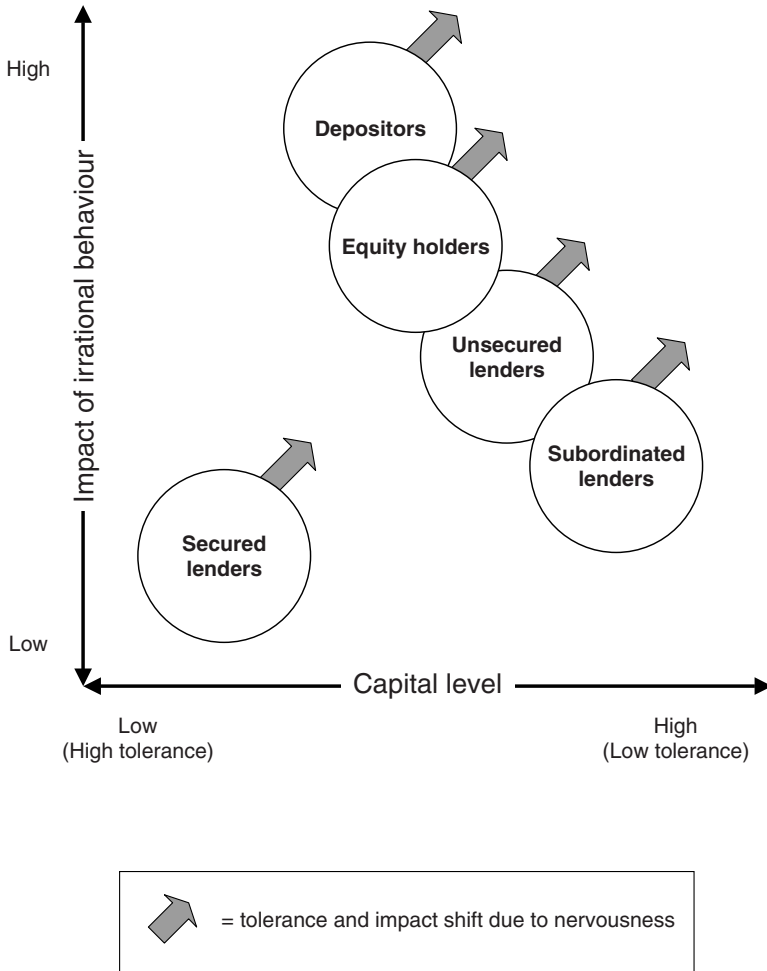 High
Depositors
Equity holders
Unsecured
lenders
Subordinated
lenders
Secured
lenders
Impact of irrational behaviour
Low
Capital level
Low
(High tolerance)
High
(Low tolerance)
= tolerance and impact shift due to nervousness